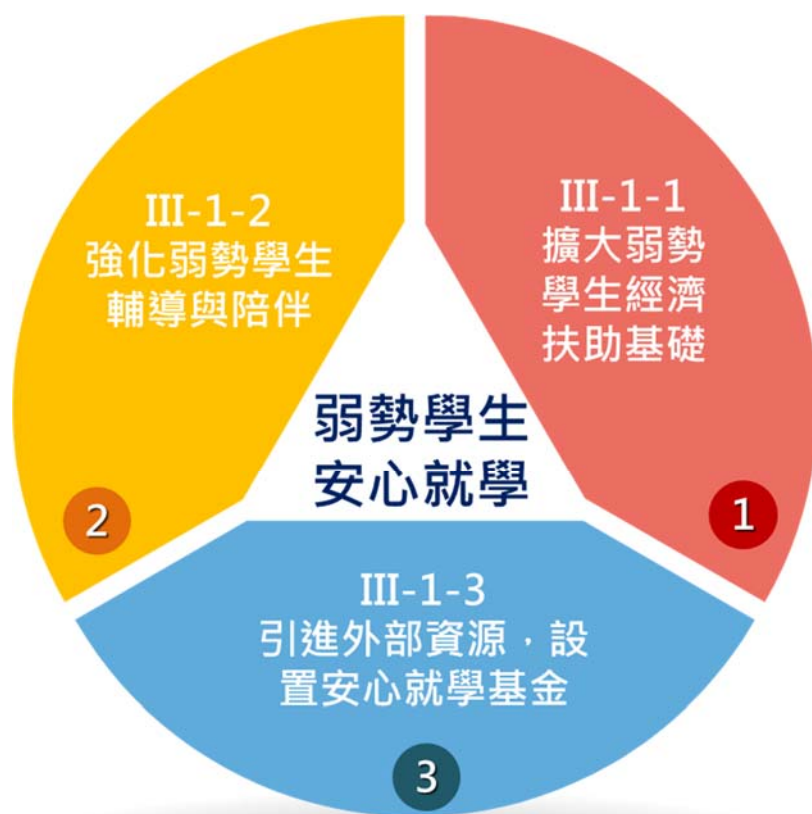 III-1-1
擴大弱勢
學生經濟
扶助基礎
1
III-1-2
強化弱勢學生
輔導與陪伴
2
弱勢學生
安心就學
III-1-3
引進外部資源，設
置安心就學基金
3